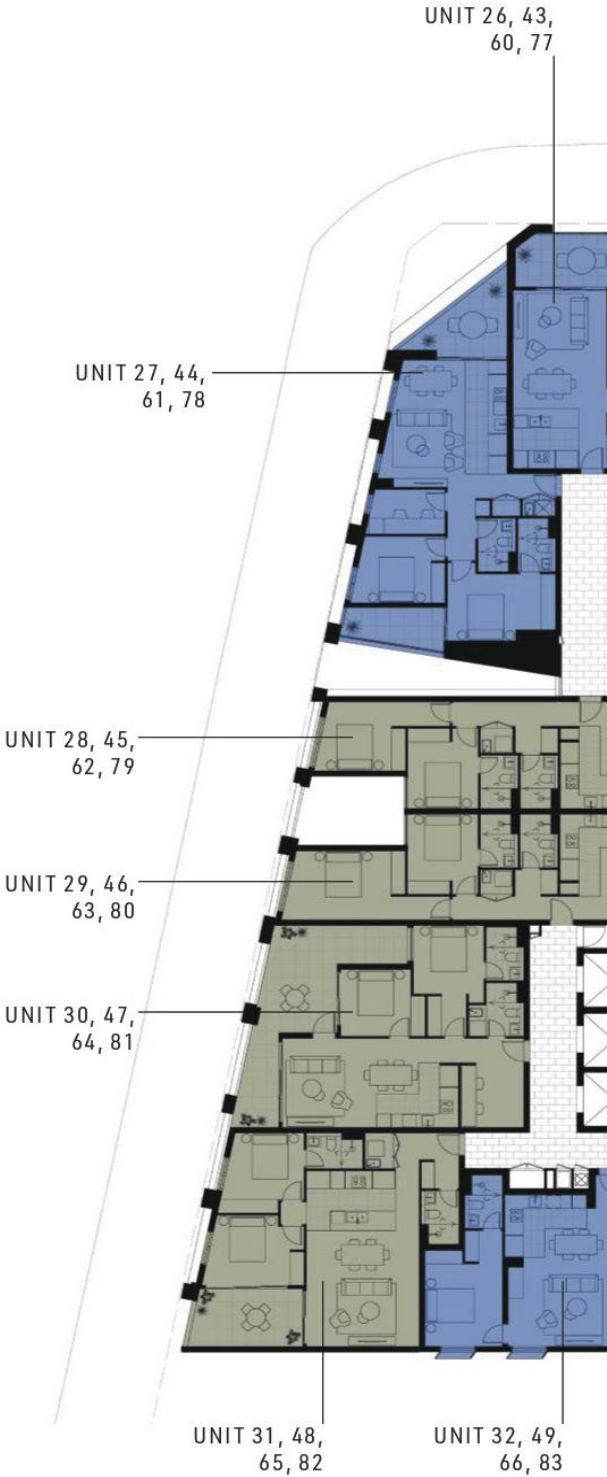 UNIT 26, 43,
60, 77
UNIT 27, 44,
61, 78
UNIT 28, 45,
62, 79
UNIT 29, 46,
63, 80
UNIT 30, 47,
64, 81
UNIT 31, 48,
65, 82
UNIT 32, 49,
66, 83